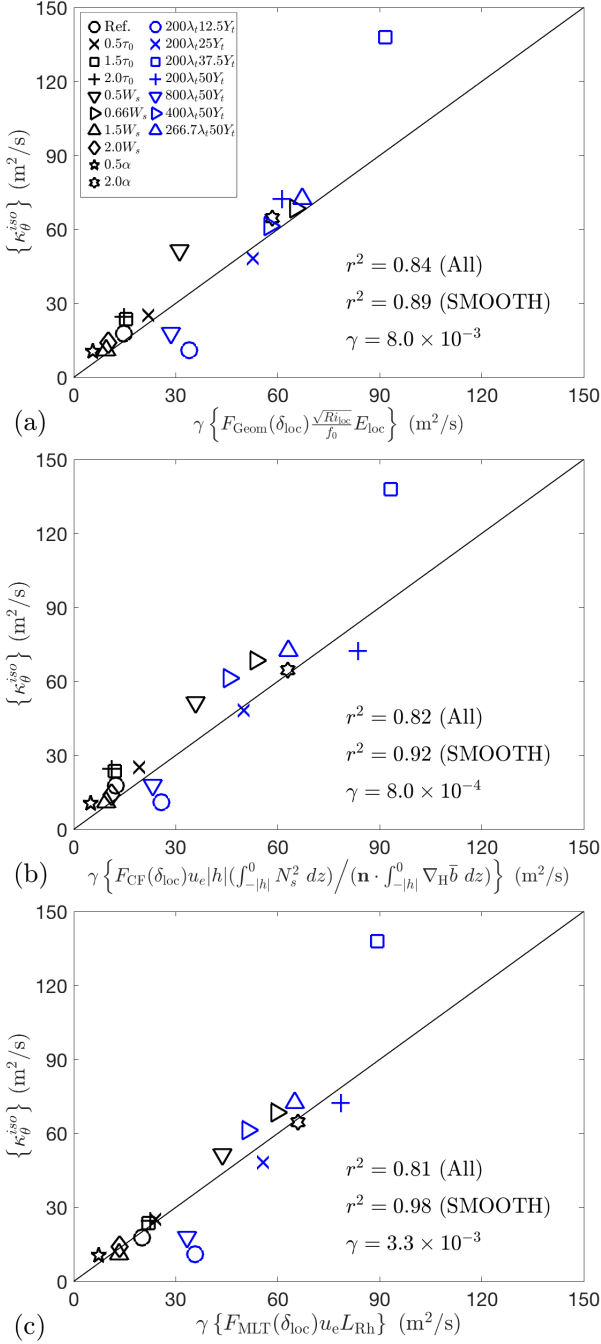 150
120
90
60
30
0
{κ_θ^{iso}} (m²/s)
Ref.
0.5τ₀
1.5τ₀
2.0τ₀
0.5W_s
0.66W_s
1.5W_s
2.0W_s
0.5α
2.0α
200λ_t12.5Y_t
200λ_t25Y_t
200λ_t37.5Y_t
200λ_t50Y_t
800λ_t50Y_t
400λ_t50Y_t
266.7λ_t50Y_t
r² = 0.84 (All)
r² = 0.89 (SMOOTH)
γ = 8.0 × 10⁻³
0 30 60 90 120 150
(a) γ {F_Geom(δ_loc) \frac{√Ri_loc}{f₀} E_loc} (m²/s)
150
120
90
60
30
0
{κ_θ^{iso}} (m²/s)
r² = 0.82 (All)
r² = 0.92 (SMOOTH)
γ = 8.0 × 10⁻⁴
0 30 60 90 120 150
(b) γ {F_CF(δ_loc)u_e|h|(∫_{-|h|}^0 N_s² dz)/(n · ∫_{-|h|}^0 ∇_H b̅ dz)} (m²/s)
150
120
90
60
30
0
{κ_θ^{iso}} (m²/s)
r² = 0.81 (All)
r² = 0.98 (SMOOTH)
γ = 3.3 × 10⁻³
0 30 60 90 120 150
(c) γ {F_MLT(δ_loc)u_e L_Rh} (m²/s)